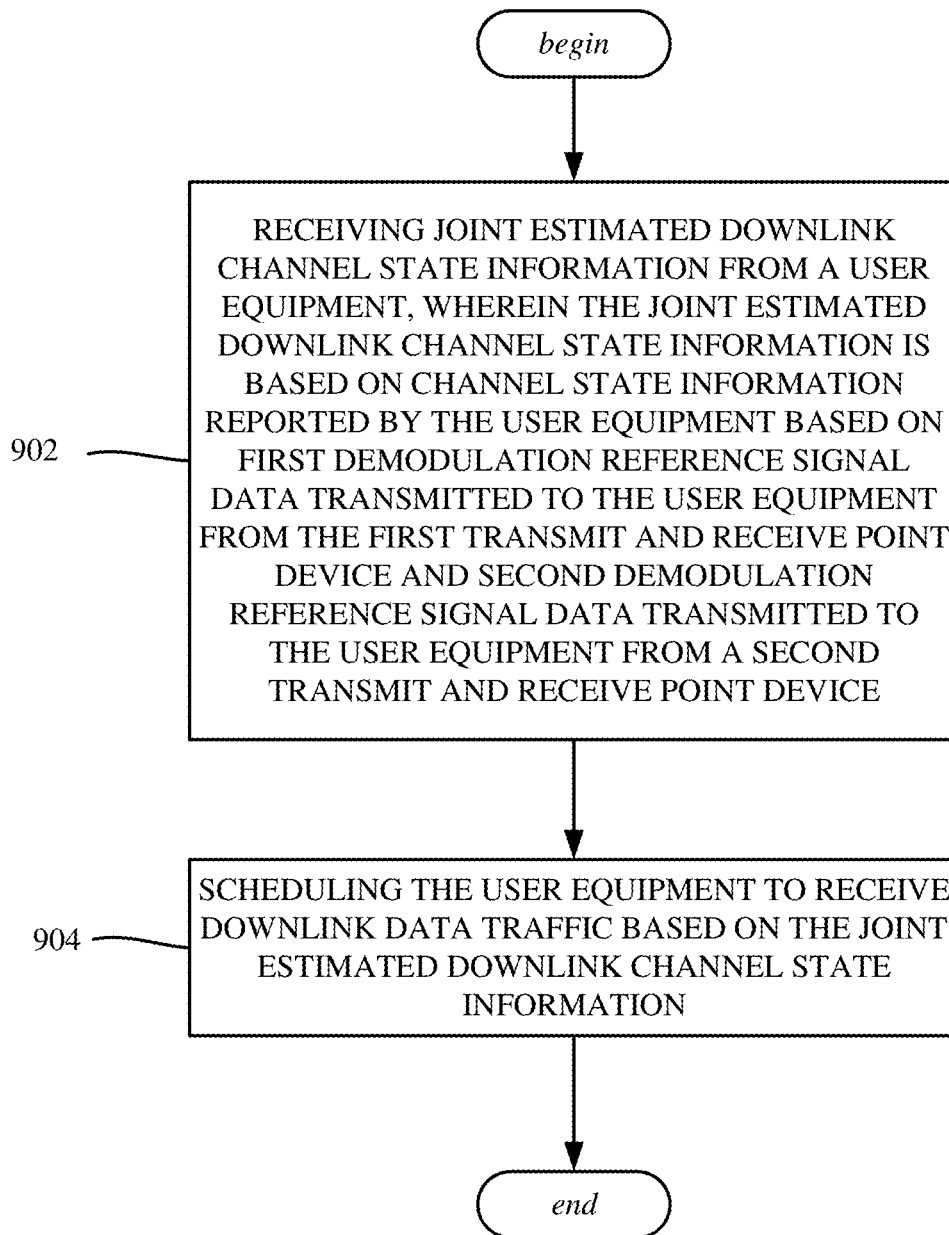 begin
RECEIVING JOINT ESTIMATED DOWNLINK
CHANNEL STATE INFORMATION FROM A USER
EQUIPMENT, WHEREIN THE JOINT ESTIMATED
DOWNLINK CHANNEL STATE INFORMATION IS
BASED ON CHANNEL STATE INFORMATION
REPORTED BY THE USER EQUIPMENT BASED ON
FIRST DEMODULATION REFERENCE SIGNAL
DATA TRANSMITTED TO THE USER EQUIPMENT
FROM THE FIRST TRANSMIT AND RECEIVE POINT
DEVICE AND SECOND DEMODULATION
REFERENCE SIGNAL DATA TRANSMITTED TO
THE USER EQUIPMENT FROM A SECOND
TRANSMIT AND RECEIVE POINT DEVICE
902
SCHEDULING THE USER EQUIPMENT TO RECEIVE
DOWNLINK DATA TRAFFIC BASED ON THE JOINT
ESTIMATED DOWNLINK CHANNEL STATE
INFORMATION
904
end